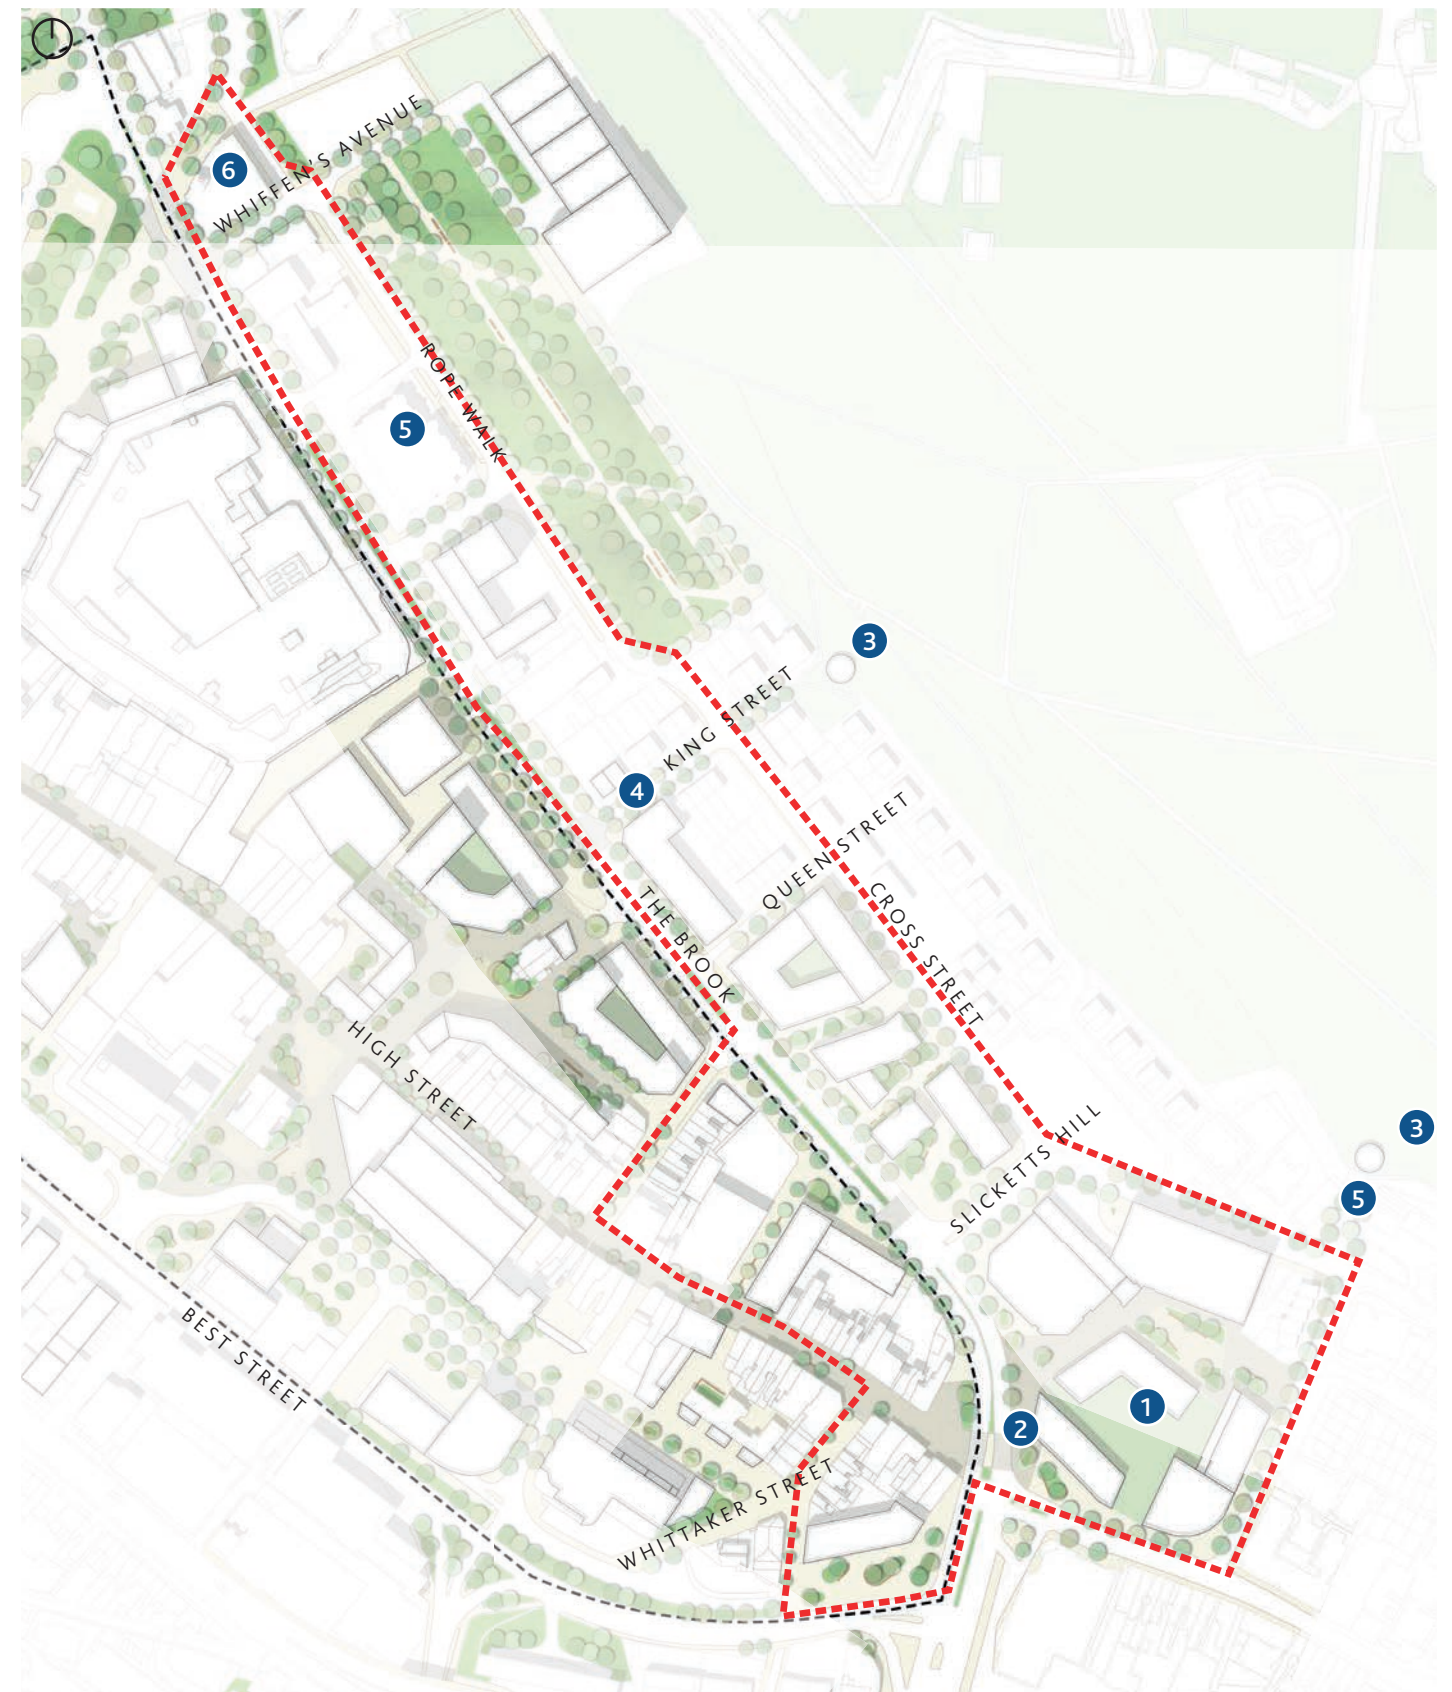 6
WHIFFEN'S AVENUE
ROPE WALK
5
3
KING STREET
4
QUEEN STREET
CROSS STREET
THE BROOK
HIGH STREET
SLICKETTS HILL
3
5
BEST STREET
1
2
WHITTAKER STREET